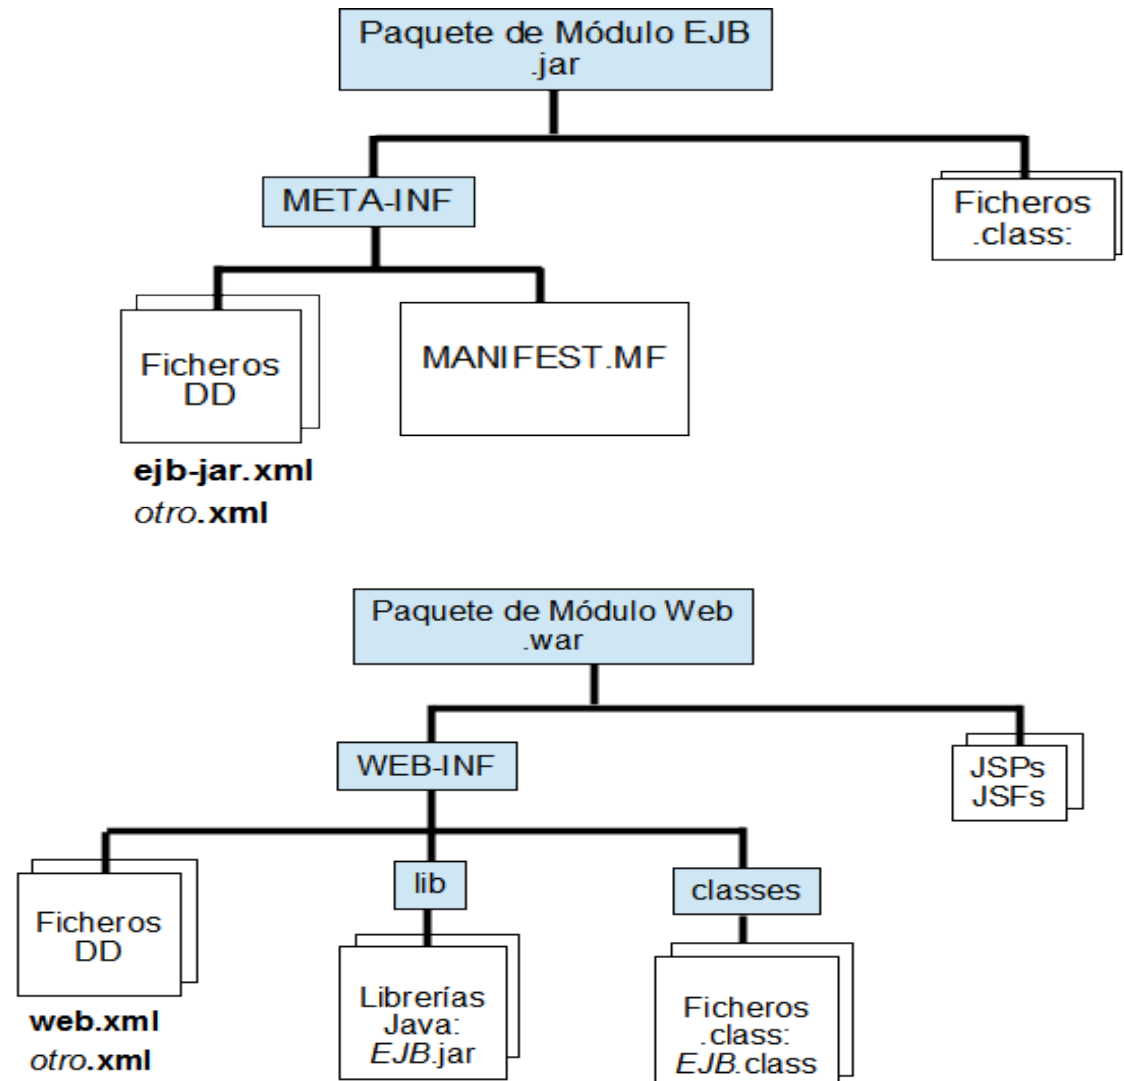 Paquete de Módulo EJB
.jar
META-INF
Ficheros
.class:
Ficheros
DD
MANIFEST.MF
ejb-jar.xml
otro.xml
Paquete de Módulo Web
.war
WEB-INF
JSPs
JSFs
lib
classes
Ficheros
DD
Librerías
Java:
EJB.jar
Ficheros
.class:
EJB.class
web.xml
otro.xml